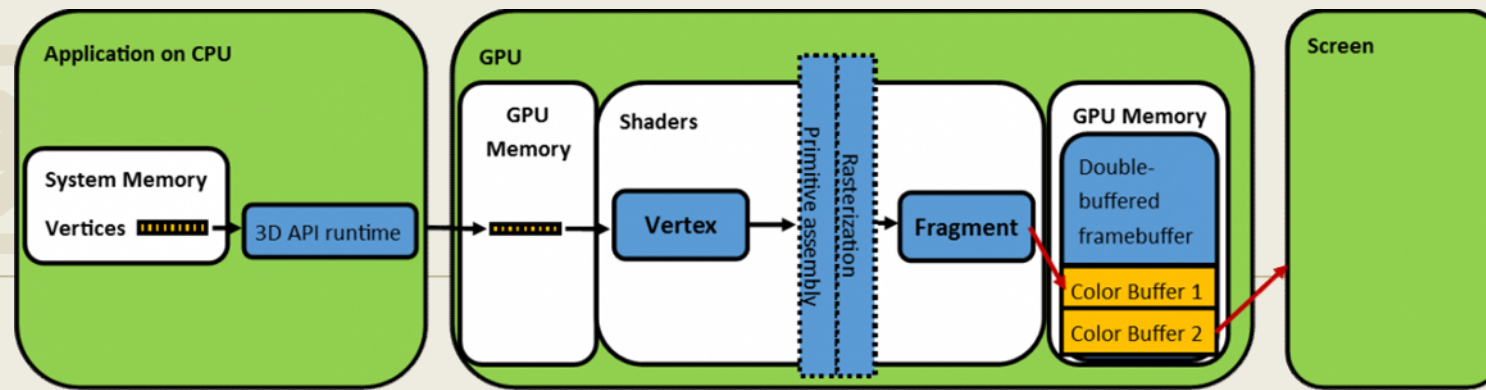 Application on CPU
System Memory
Vertices
3D API runtime
GPU
GPU
Memory
Shaders
Vertex
Primitive assembly
Rasterization
Fragment
GPU Memory
Double-
buffered
framebuffer
Color Buffer 1
Color Buffer 2
Screen